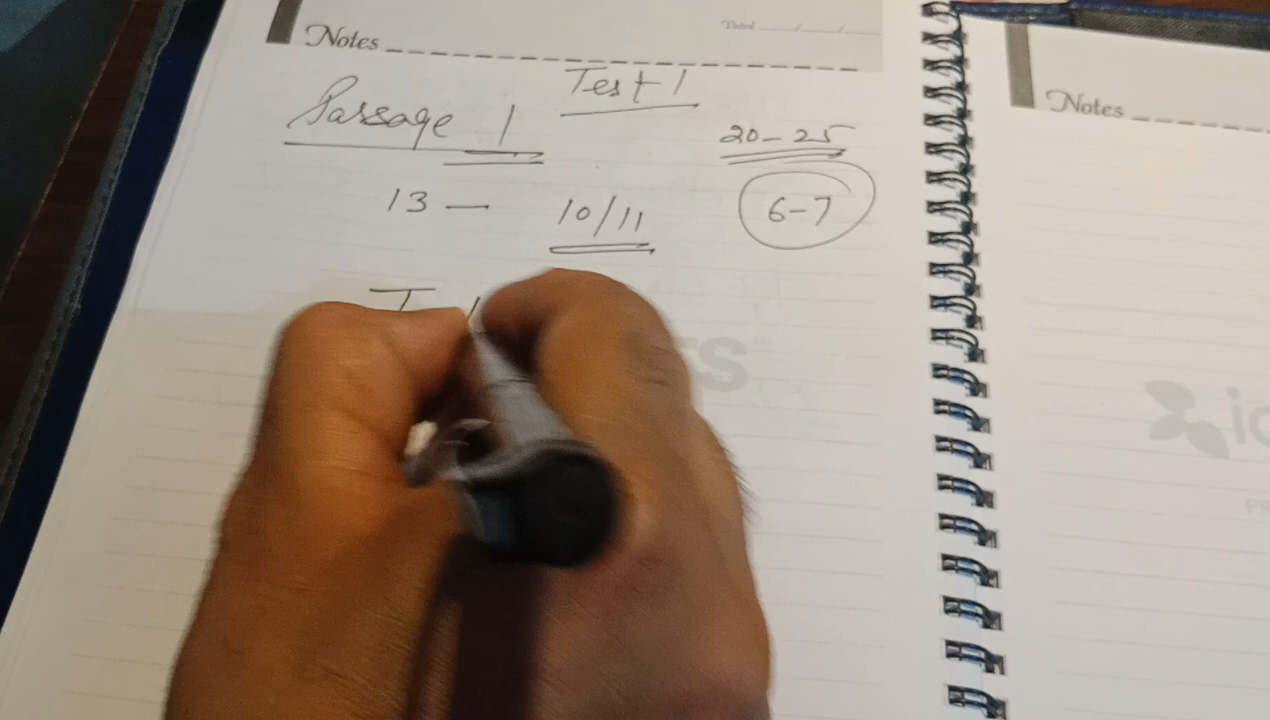 Notes
Test 1
Passage 1
20-25
13 — 10/11
6-7
Notes